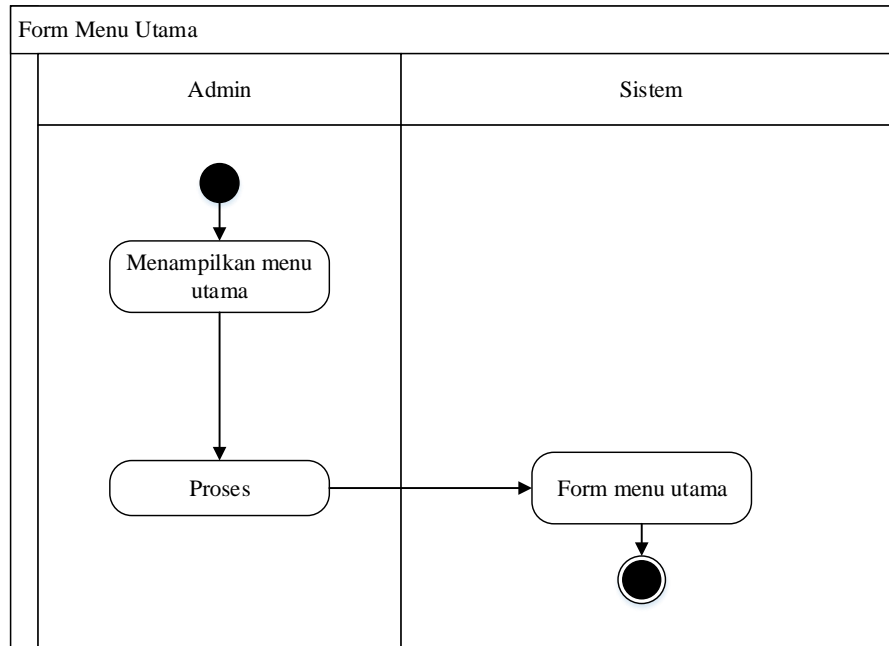 Form Menu Utama
Admin
Sistem
Menampilkan menu
utama
Proses
Form menu utama